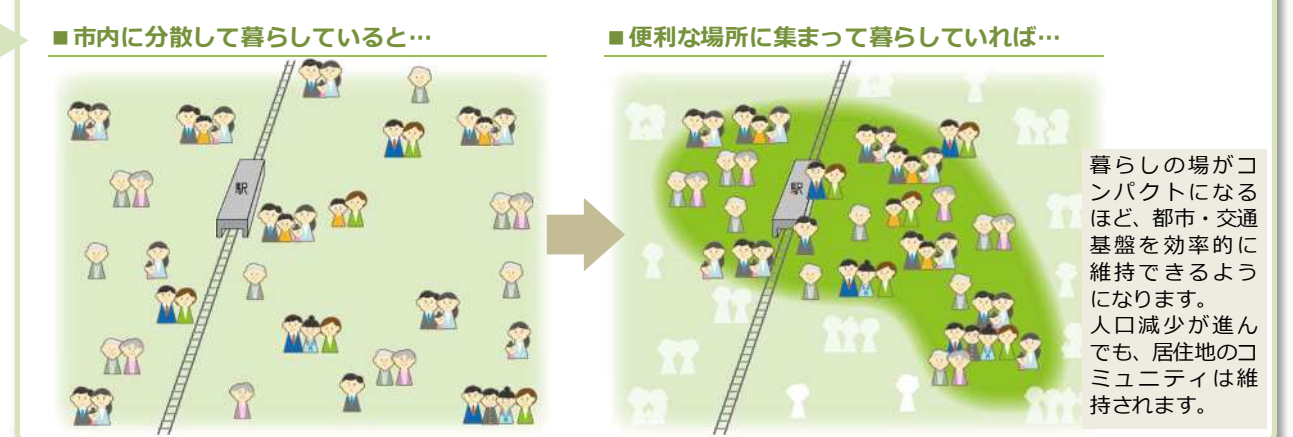 ■市内に分散して暮らしていると…
駅
■便利な場所に集まって暮らしていれば…
駅
暮らしの場がコ
ンパクトになる
ほど、都市・交通
基盤を効率的に
維持できるよう
になります。
人口減少が進ん
でも、居住地のコ
ミュニティは維
持されます。